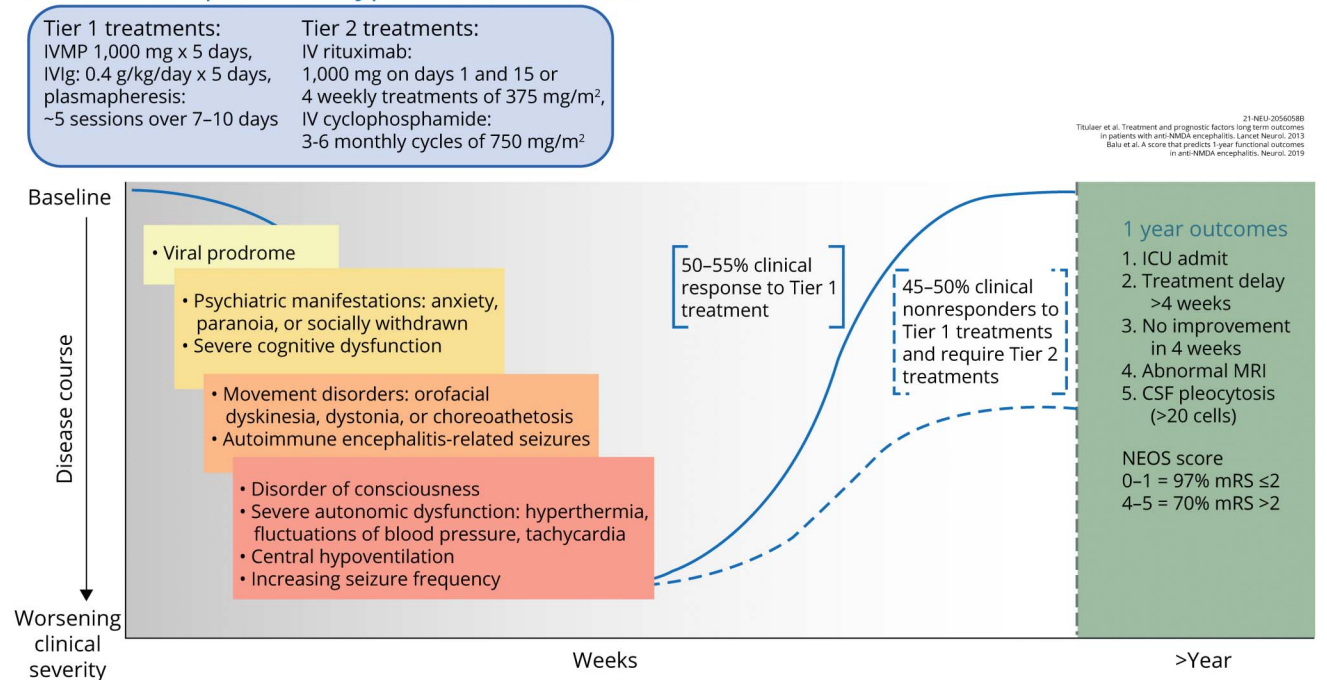 Tier 1 treatments:
IVMP 1,000 mg x 5 days,
IVIg: 0.4 g/kg/day x 5 days,
plasmapheresis:
~5 sessions over 7–10 days
Tier 2 treatments:
IV rituximab:
1,000 mg on days 1 and 15 or
4 weekly treatments of 375 mg/m²,
IV cyclophosphamide:
3-6 monthly cycles of 750 mg/m²
21-NEU-2056058B
Titulaer et al. Treatment and prognostic factors long term outcomes
in patients with anti-NMDA encephalitis. Lancet Neurol. 2013
Balu et al. A score that predicts 1-year functional outcomes
in anti-NMDA encephalitis. Neurol. 2019
Baseline
Disease course
Worsening
clinical
severity
• Viral prodrome
• Psychiatric manifestations: anxiety,
paranoia, or socially withdrawn
• Severe cognitive dysfunction
• Movement disorders: orofacial
dyskinesia, dystonia, or choreoathetosis
• Autoimmune encephalitis-related seizures
• Disorder of consciousness
• Severe autonomic dysfunction: hyperthermia,
fluctuations of blood pressure, tachycardia
• Central hypoventilation
• Increasing seizure frequency
50–55% clinical
response to Tier 1
treatment
45–50% clinical
nonresponders to
Tier 1 treatments
and require Tier 2
treatments
1 year outcomes
1. ICU admit
2. Treatment delay
>4 weeks
3. No improvement
in 4 weeks
4. Abnormal MRI
5. CSF pleocytosis
(>20 cells)
NEOS score
0–1 = 97% mRS ≤2
4–5 = 70% mRS >2
Weeks
>Year